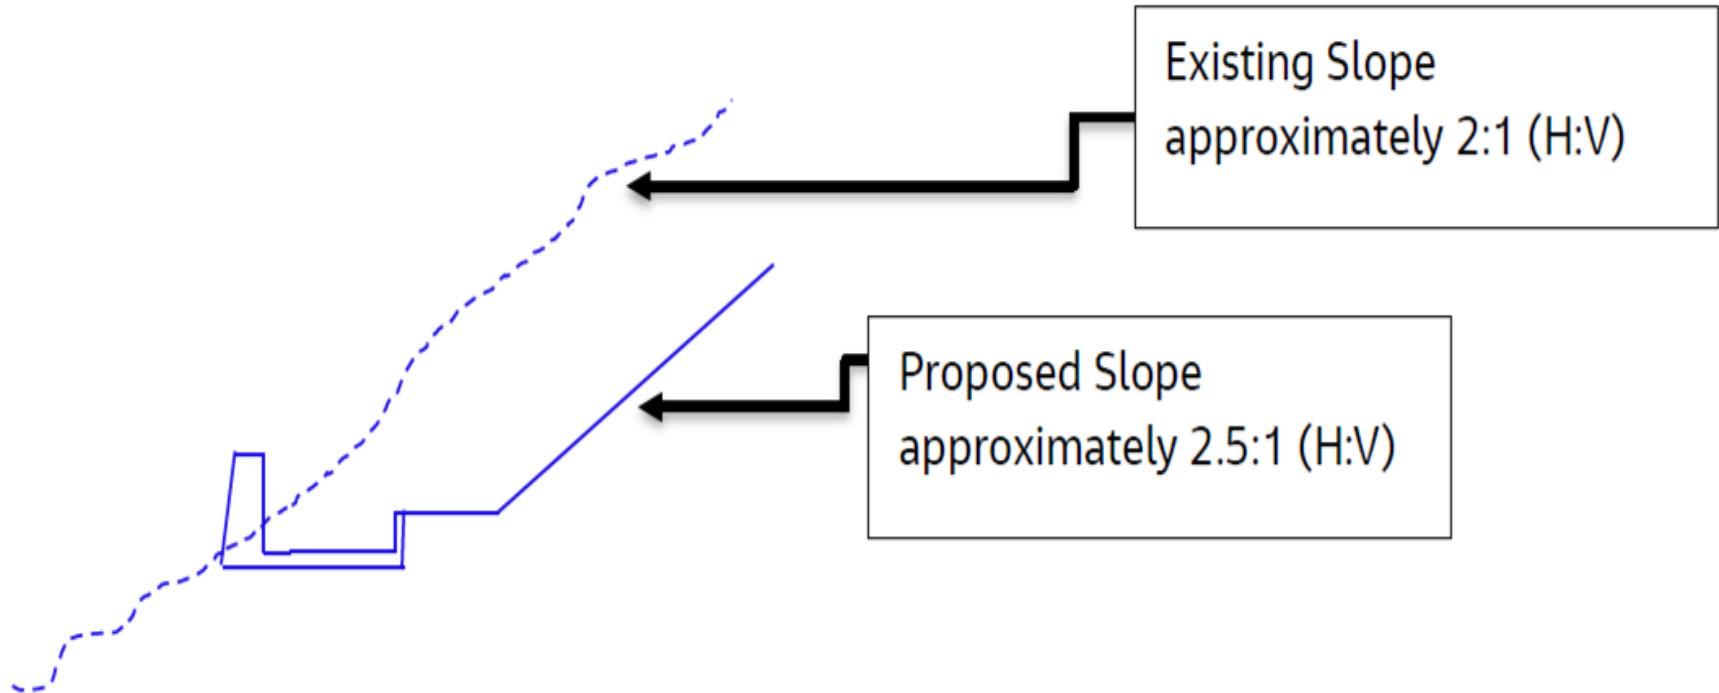 Existing Slope
approximately 2:1 (H:V)
Proposed Slope
approximately 2.5:1 (H:V)